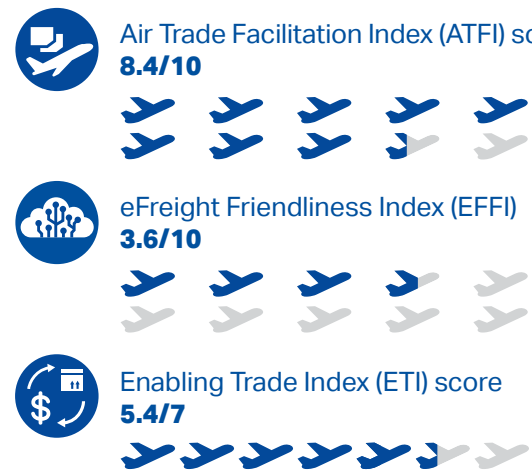 Air Trade Facilitation Index (ATFI)
8.4/10
eFreight Friendliness Index (EFFI)
3.6/10
$
Enabling Trade Index (ETI) score
5.4/7